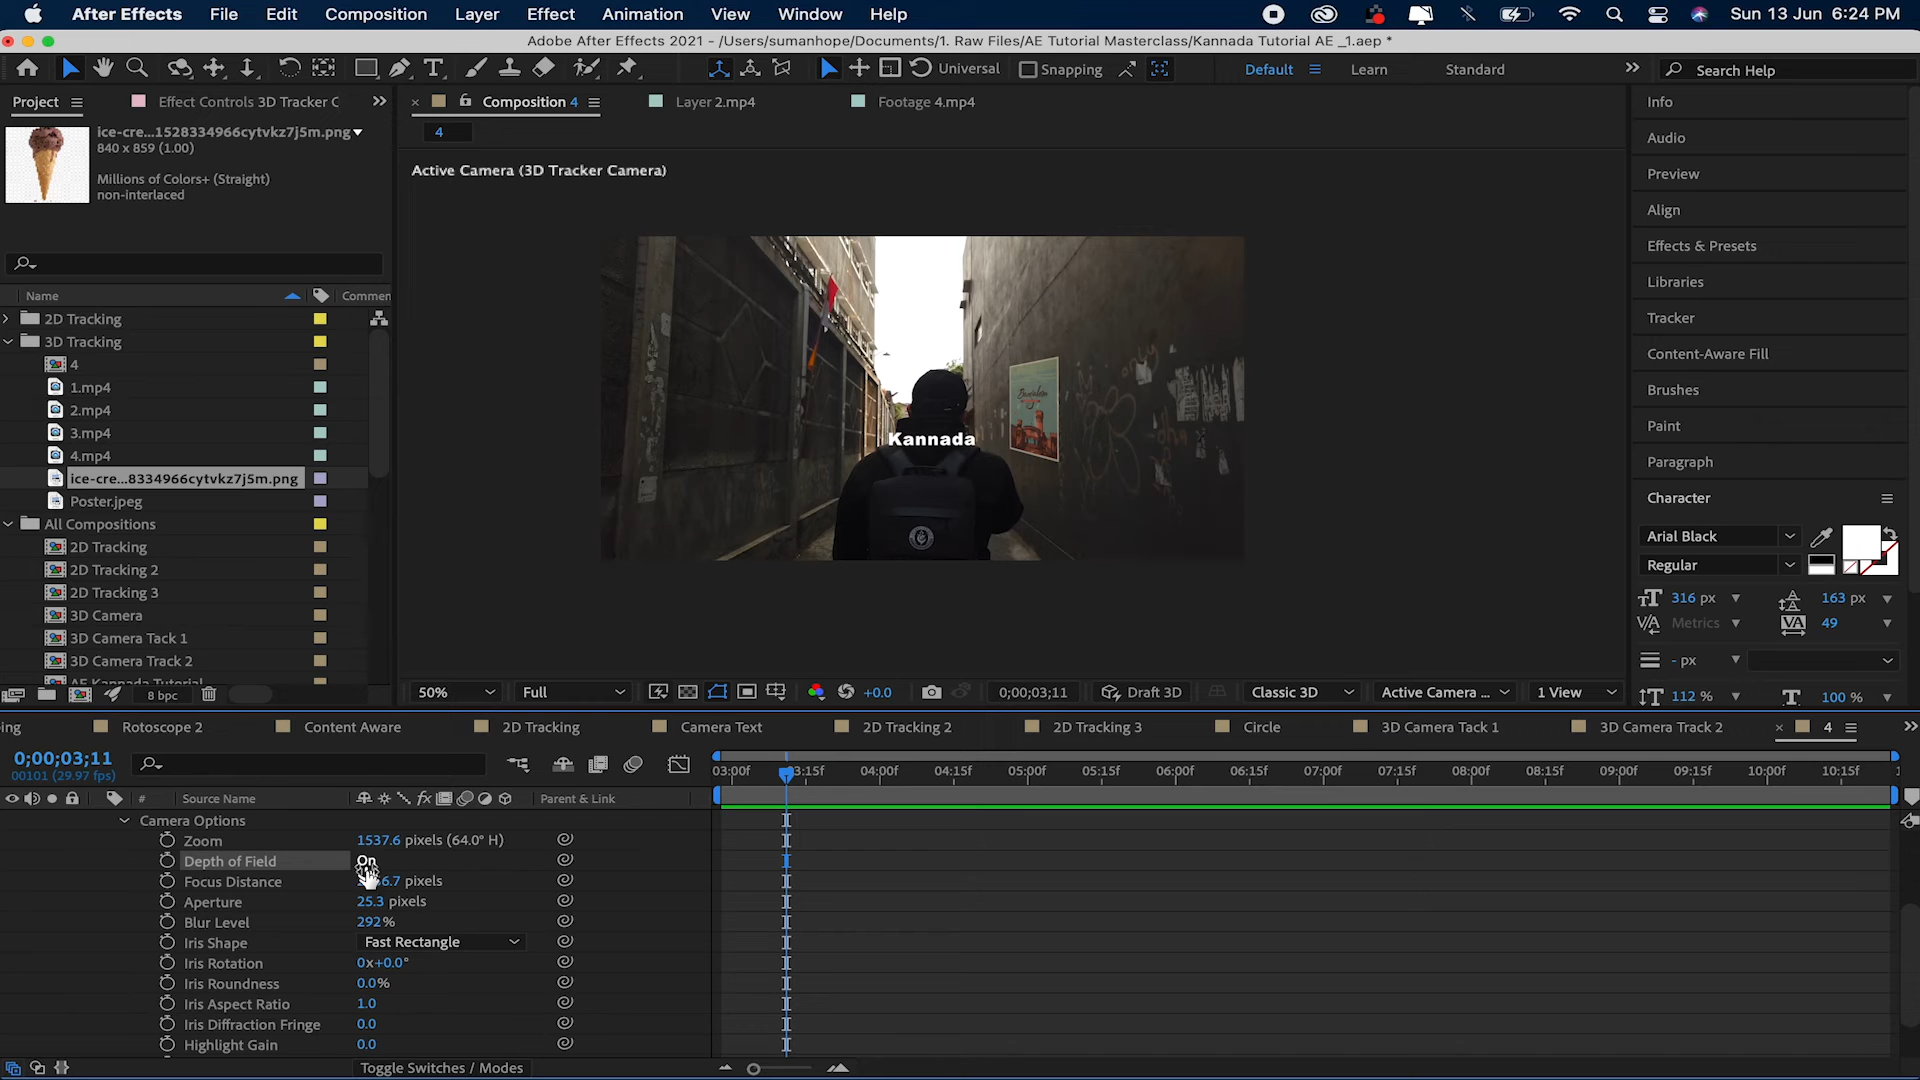 After Effects File Edit Composition Layer Effect Animation View Window Help Sun 13 Jun 6:24 PM
Adobe After Effects 2021 - /Users/sumanhope/Documents/1. Raw Files/AE Tutorial Masterclass/Kannada Tutorial AE _1.aep *
Universal Snapping Default Learn Standard Search Help
Project Effect Controls 3D Tracker C Composition 4 Layer 2.mp4 Footage 4.mp4
4
ice-cre...1528334966cytvkz7j5m.png
840 x 859 (1.00)
Millions of Colors+ (Straight)
non-interlaced
Active Camera (3D Tracker Camera)
Kannada
Name Commen
2D Tracking
3D Tracking
4
1.mp4
2.mp4
3.mp4
4.mp4
ice-cre...8334966cytvkz7j5m.png
Poster.jpeg
All Compositions
2D Tracking
2D Tracking 2
2D Tracking 3
3D Camera
3D Camera Tack 1
3D Camera Track 2
AE Kannada Tutorial
8 bpc
50% Full +0.0 0;00;03;11 Draft 3D Classic 3D Active Camera ... 1 View
Info
Audio
Preview
Align
Effects & Presets
Libraries
Tracker
Content-Aware Fill
Brushes
Paint
Paragraph
Character
Arial Black
Regular
316 px 163 px
Metrics 49
- px
112 % 100 %
ing Rotoscope 2 Content Aware 2D Tracking Camera Text 2D Tracking 2 2D Tracking 3 Circle 3D Camera Tack 1 3D Camera Track 2 4
0;00;03;11
00101 (29.97 fps)
03:00f 03:15f 04:00f 04:15f 05:00f 05:15f 06:00f 06:15f 07:00f 07:15f 08:00f 08:15f 09:00f 09:15f 10:00f 10:15f
# Source Name fx Parent & Link
Camera Options
Zoom 1537.6 pixels (64.0° H)
Depth of Field On
Focus Distance 6.7 pixels
Aperture 25.3 pixels
Blur Level 292%
Iris Shape Fast Rectangle
Iris Rotation 0x+0.0°
Iris Roundness 0.0%
Iris Aspect Ratio 1.0
Iris Diffraction Fringe 0.0
Highlight Gain 0.0
Toggle Switches / Modes